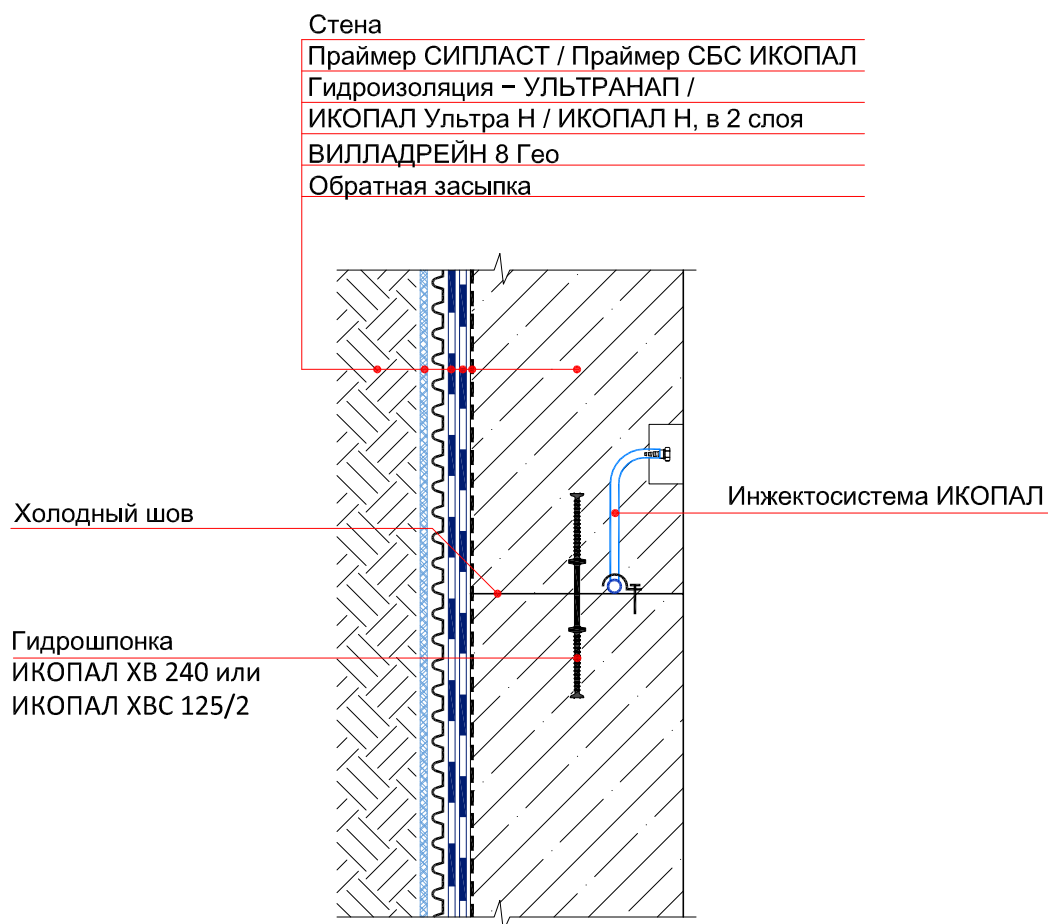 Стена
Праймер СИПЛАСТ / Праймер СБС ИКОПАЛ
Гидроизоляция – УЛЬТРАНАП /
ИКОПАЛ Ультра Н / ИКОПАЛ Н, в 2 слоя
ВИЛЛАДРЕЙН 8 Гео
Обратная засыпка
Инжектосистема ИКОПАЛ
Холодный шов
Гидрошпонка
ИКОПАЛ ХВ 240 или
ИКОПАЛ ХВС 125/2